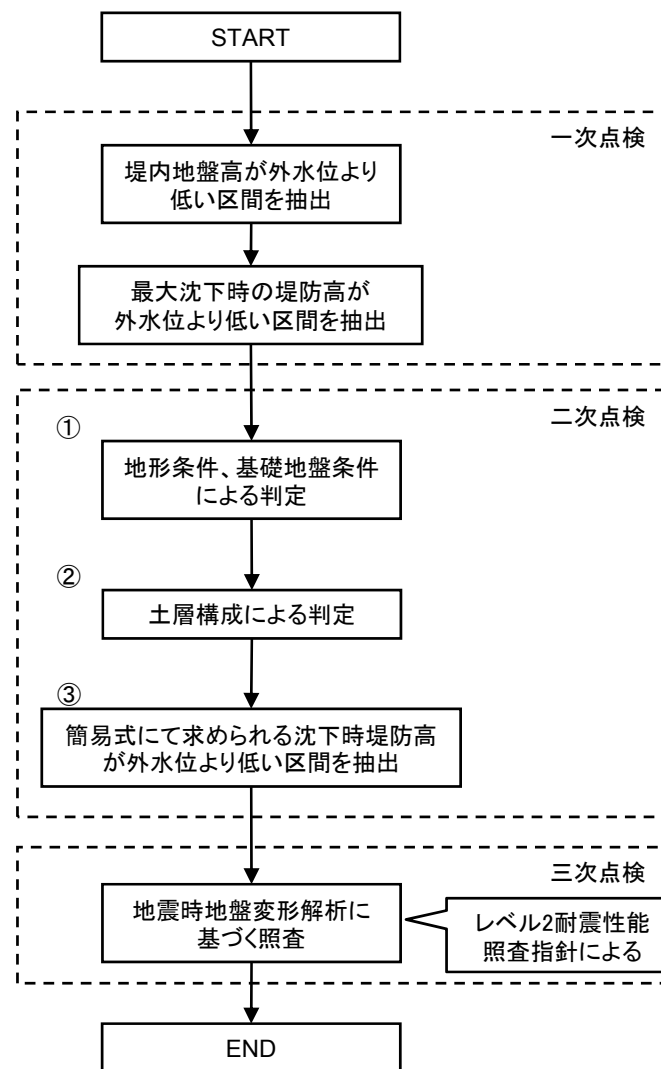 START
一次点検
堤内地盤高が外水位より
低い区間を抽出
最大沈下時の堤防高が
外水位より低い区間を抽出
二次点検
①
地形条件、基礎地盤条件
による判定
②
土層構成による判定
③
簡易式にて求められる沈下時堤防高
が外水位より低い区間を抽出
三次点検
地震時地盤変形解析に
基づく照査
レベル2耐震性能
照査指針による
END